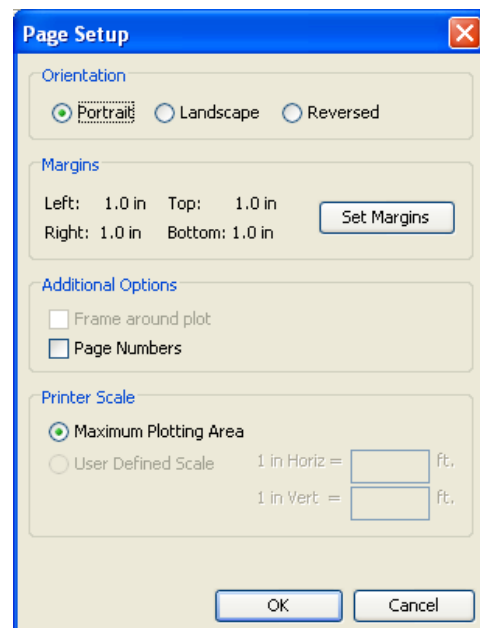 Page Setup
Orientation
Portrait Landscape Reversed
Margins
Left: 1.0 in Top: 1.0 in
Set Margins
Right: 1.0 in Bottom: 1.0 in
Additional Options
Frame around plot
Page Numbers
Printer Scale
Maximum Plotting Area
User Defined Scale 1 in Horiz = ft.
1 in Vert = ft.
OK Cancel